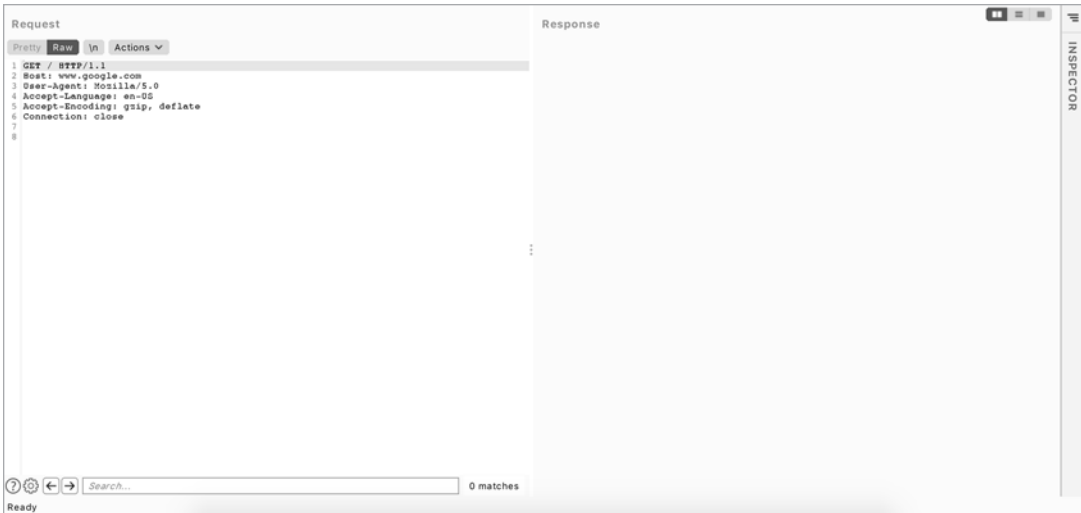 Request
Pretty Raw \n Actions
1 GET / HTTP/1.1
2 Host: www.google.com
3 User-Agent: Mozilla/5.0
4 Accept-Language: en-US
5 Accept-Encoding: gzip, deflate
6 Connection: close
7
8
Search...
0 matches
Ready
Response
INSPECTOR